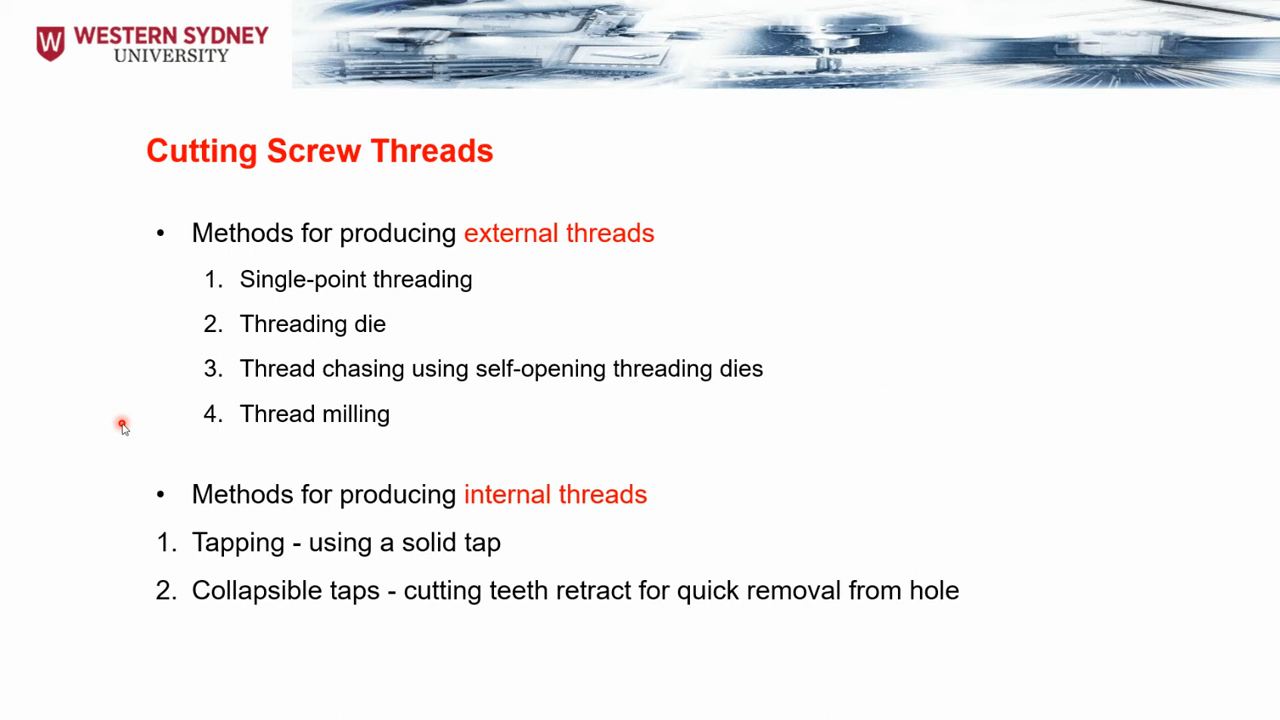 WESTERN SYDNEY
UNIVERSITY
Cutting Screw Threads
• Methods for producing external threads
1. Single-point threading
2. Threading die
3. Thread chasing using self-opening threading dies
4. Thread milling
• Methods for producing internal threads
1. Tapping - using a solid tap
2. Collapsible taps - cutting teeth retract for quick removal from hole